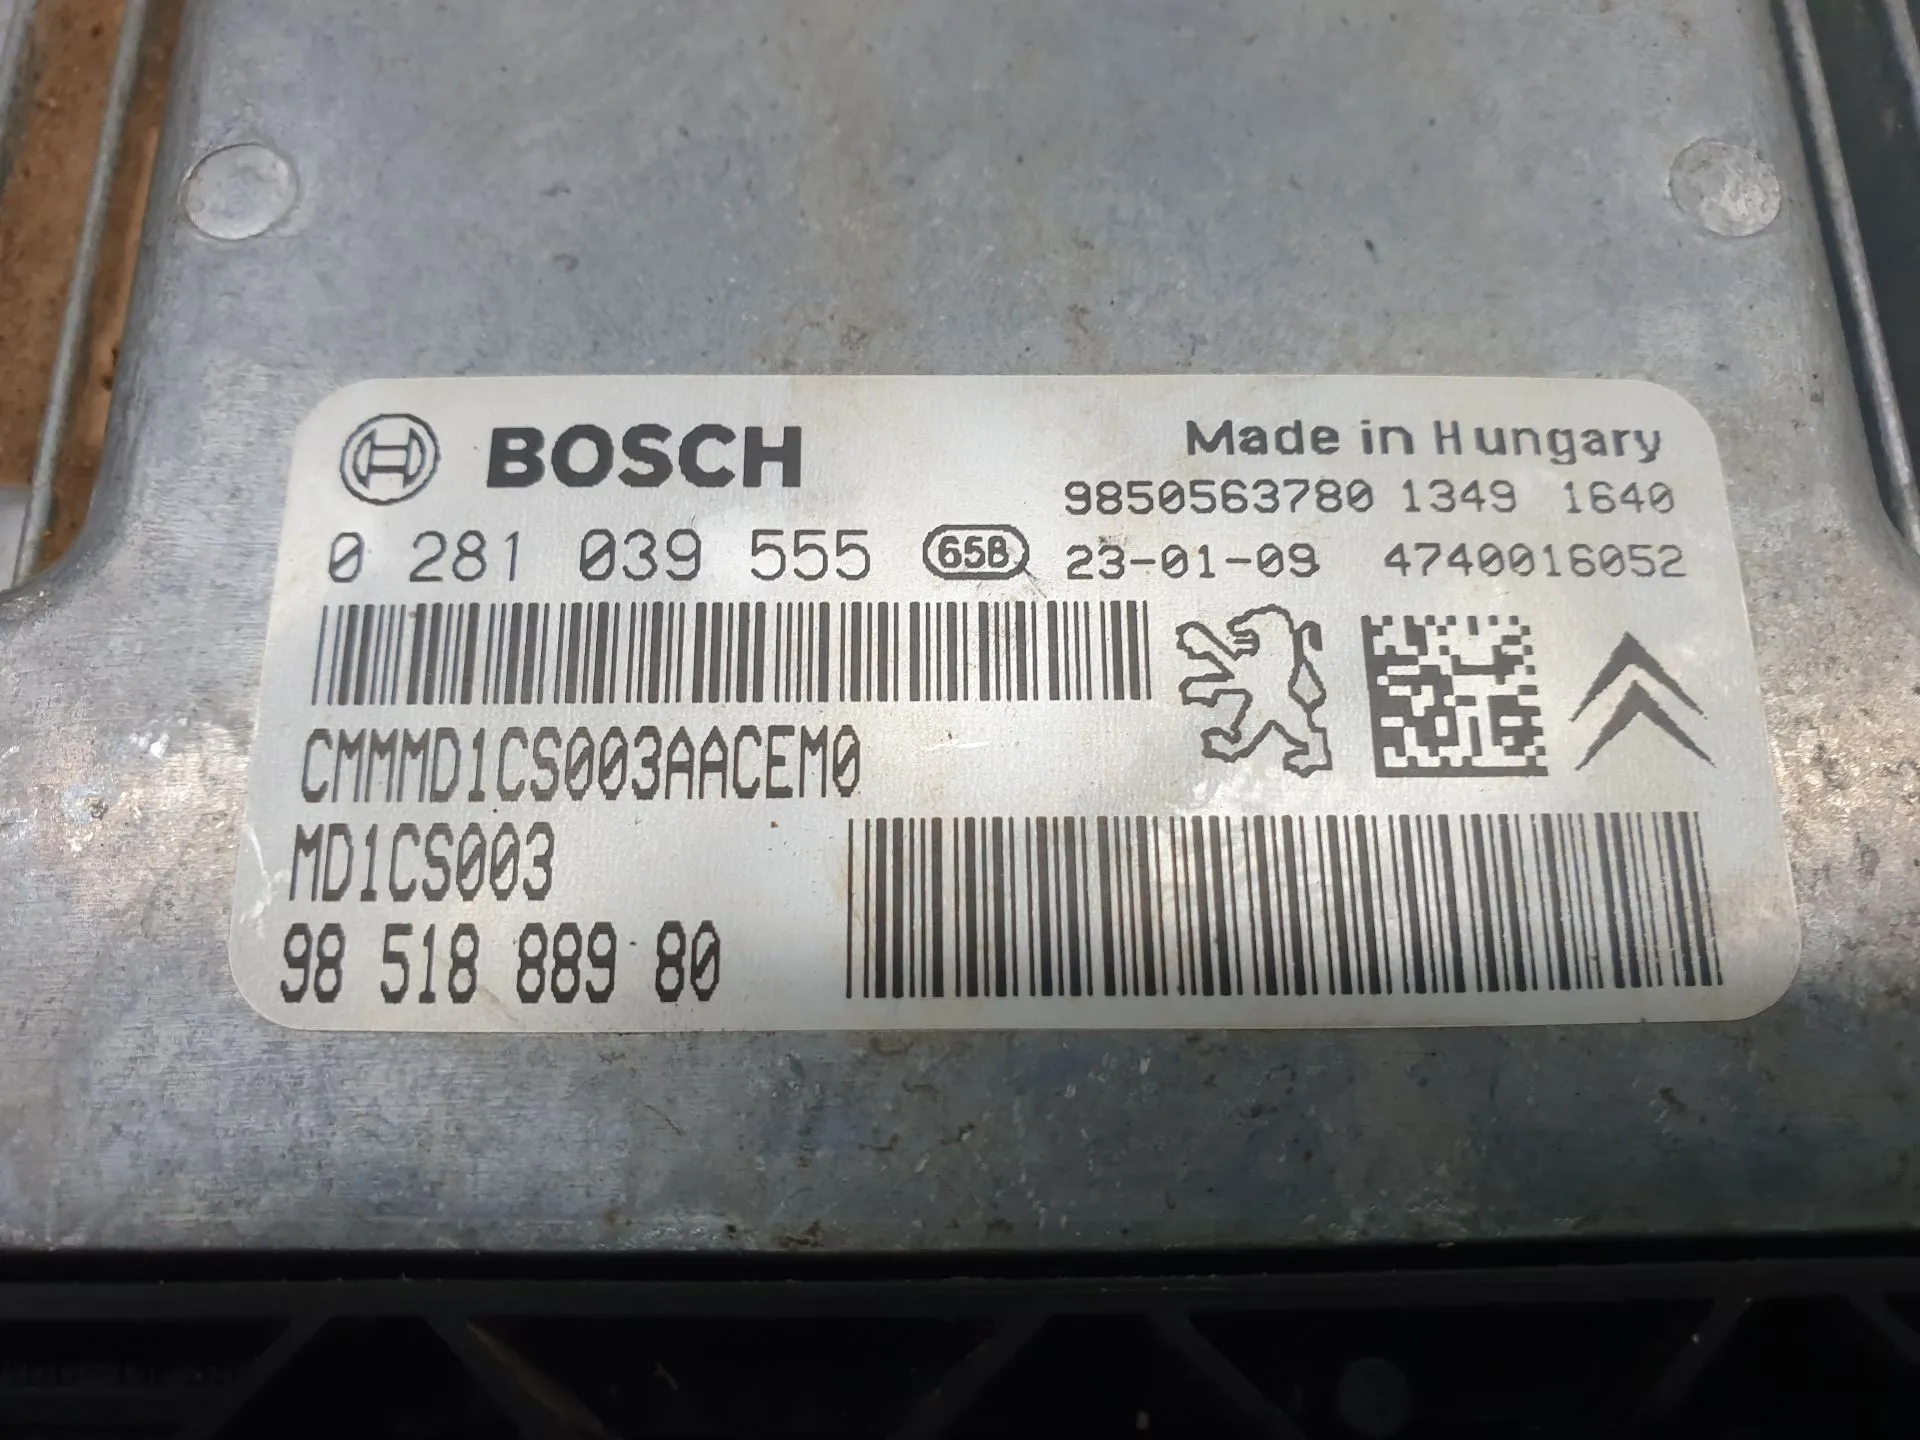 BOSCH
Made in Hungary
9850563780 1349 1640
0 281 039 555 658 23-01-09 4740016052
CMMMD1CS003AACEM0
MD1CS003
98 518 889 80